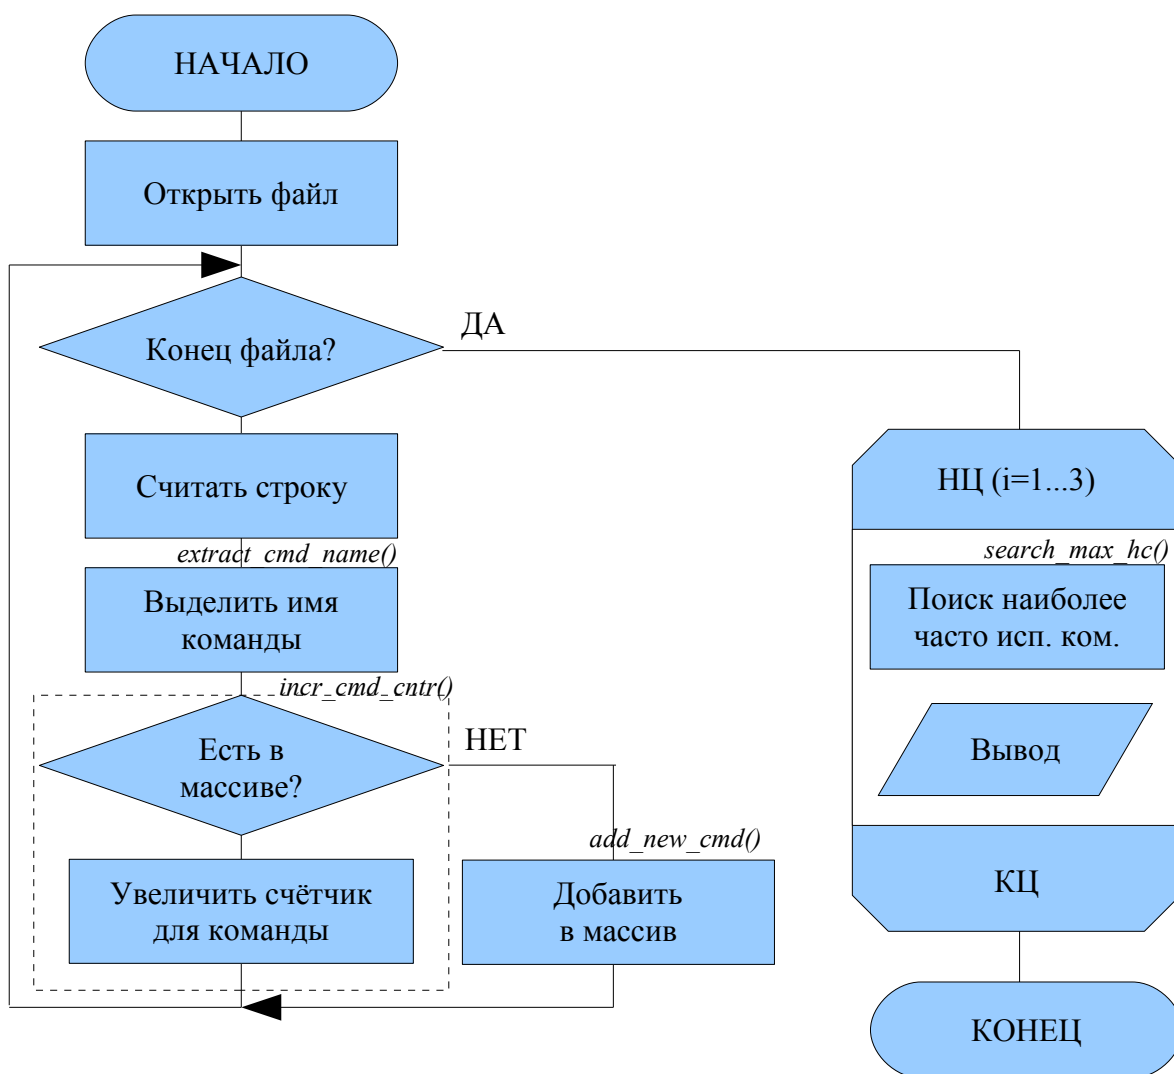 НАЧАЛО
Открыть файл
Конец файла?
ДА
Считать строку
extract_cmd_name()
Выделить имя
команды
incr_cmd_cntr()
Есть в
массиве?
НЕТ
Увеличить счётчик
для команды
add_new_cmd()
Добавить
в массив
НЦ (i=1...3)
search_max_hc()
Поиск наиболее
часто исп. ком.
Вывод
КЦ
КОНЕЦ